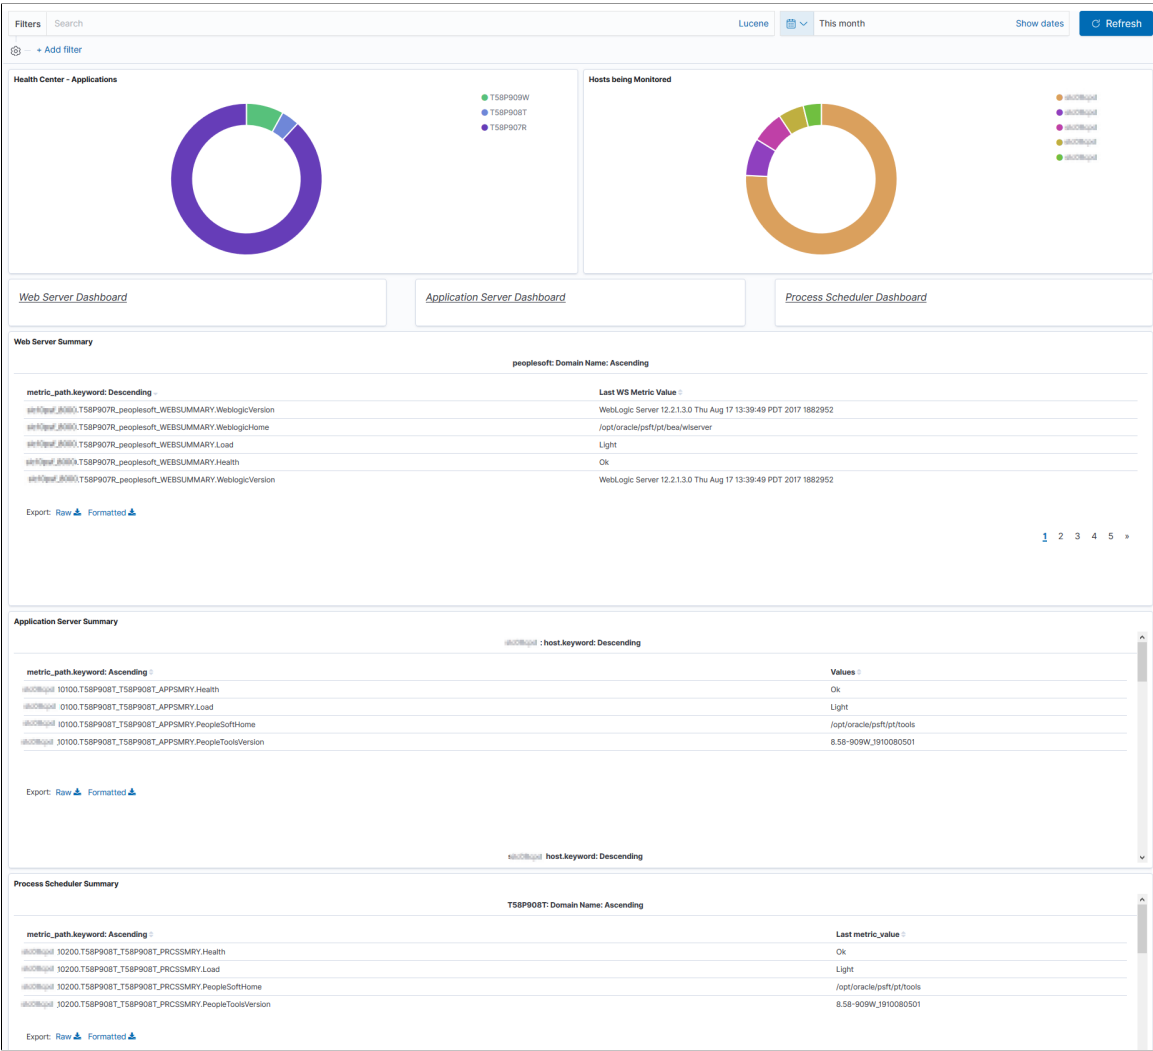 Filters Search Lucene This month Show dates Refresh
+ Add filter
Health Center - Applications
T58P909W
T58P908T
T58P907R
Hosts being Monitored
Web Server Dashboard
Application Server Dashboard
Process Scheduler Dashboard
Web Server Summary
peoplesoft: Domain Name: Ascending
metric_path.keyword: Descending Last WS Metric Value
.T58P907R_peoplesoft_WEBSUMMARY.WeblogicVersion WebLogic Server 12.2.1.3.0 Thu Aug 17 13:39:49 PDT 2017 1882952
.T58P907R_peoplesoft_WEBSUMMARY.WeblogicHome /opt/oracle/psft/pt/bea/wlserver
.T58P907R_peoplesoft_WEBSUMMARY.Load Light
.T58P907R_peoplesoft_WEBSUMMARY.Health Ok
.T58P907R_peoplesoft_WEBSUMMARY.WeblogicVersion WebLogic Server 12.2.1.3.0 Thu Aug 17 13:39:49 PDT 2017 1882952
Export: Raw Formatted
1 2 3 4 5 »
Application Server Summary
: host.keyword: Descending
metric_path.keyword: Ascending Values
10100.T58P908T_T58P908T_APPSMRY.Health Ok
0100.T58P908T_T58P908T_APPSMRY.Load Light
10100.T58P908T_T58P908T_APPSMRY.PeopleSoftHome /opt/oracle/psft/pt/tools
10100.T58P908T_T58P908T_APPSMRY.PeopleToolsVersion 8.58-909W_1910080501
Export: Raw Formatted
host.keyword: Descending
Process Scheduler Summary
T58P908T: Domain Name: Ascending
metric_path.keyword: Ascending Last metric_value
10200.T58P908T_T58P908T_PRCSSMRY.Health Ok
10200.T58P908T_T58P908T_PRCSSMRY.Load Light
10200.T58P908T_T58P908T_PRCSSMRY.PeopleSoftHome /opt/oracle/psft/pt/tools
10200.T58P908T_T58P908T_PRCSSMRY.PeopleToolsVersion 8.58-909W_1910080501
Export: Raw Formatted